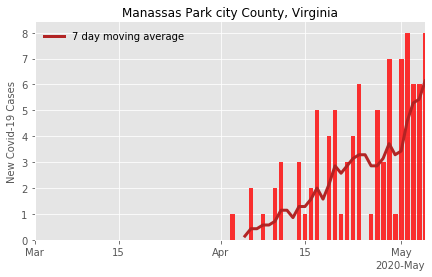 Manassas Park city County, Virginia
7 day moving average
New Covid-19 Cases
8
7
6
5
4
3
2
1
0
Mar 15 Apr 15 May
2020-May